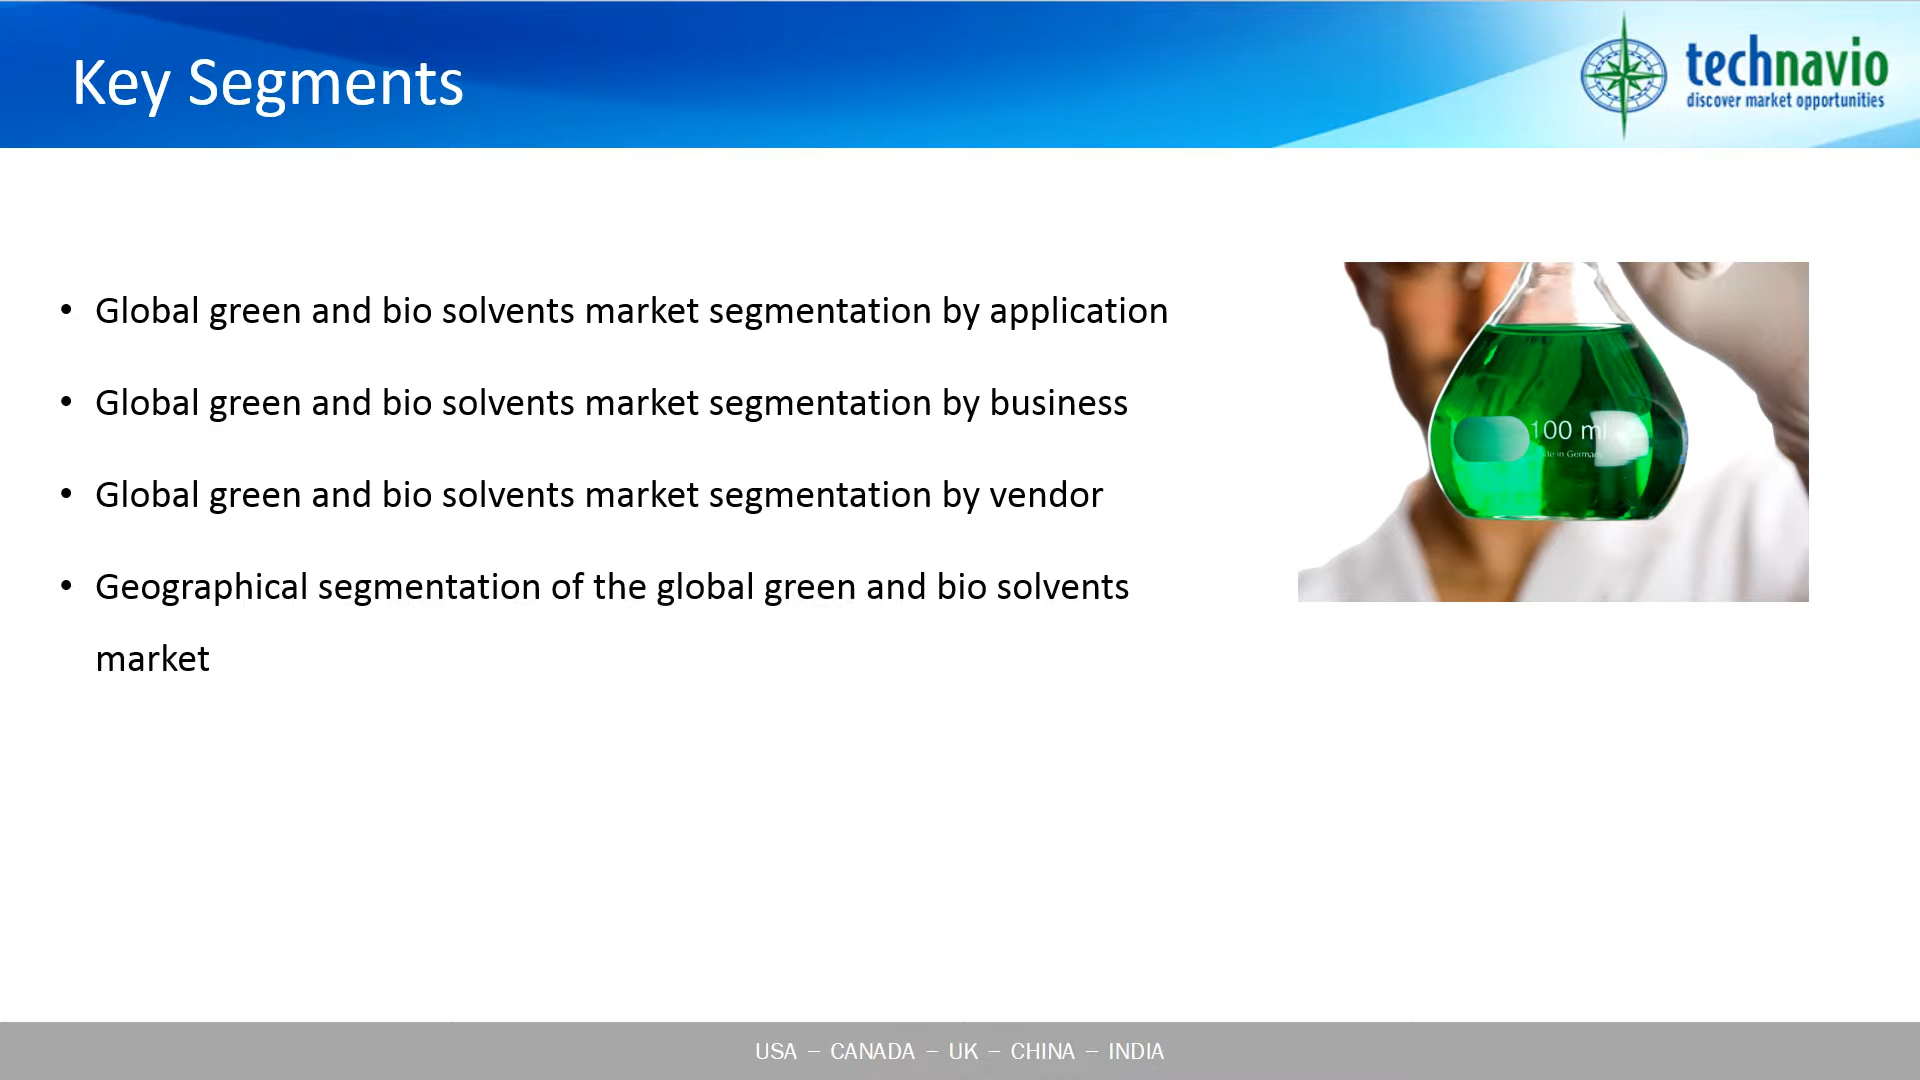 Key Segments
technavio
discover market opportunities
• Global green and bio solvents market segmentation by application
• Global green and bio solvents market segmentation by business
• Global green and bio solvents market segmentation by vendor
• Geographical segmentation of the global green and bio solvents
market
100 ml
in Germany
USA – CANADA – UK – CHINA – INDIA